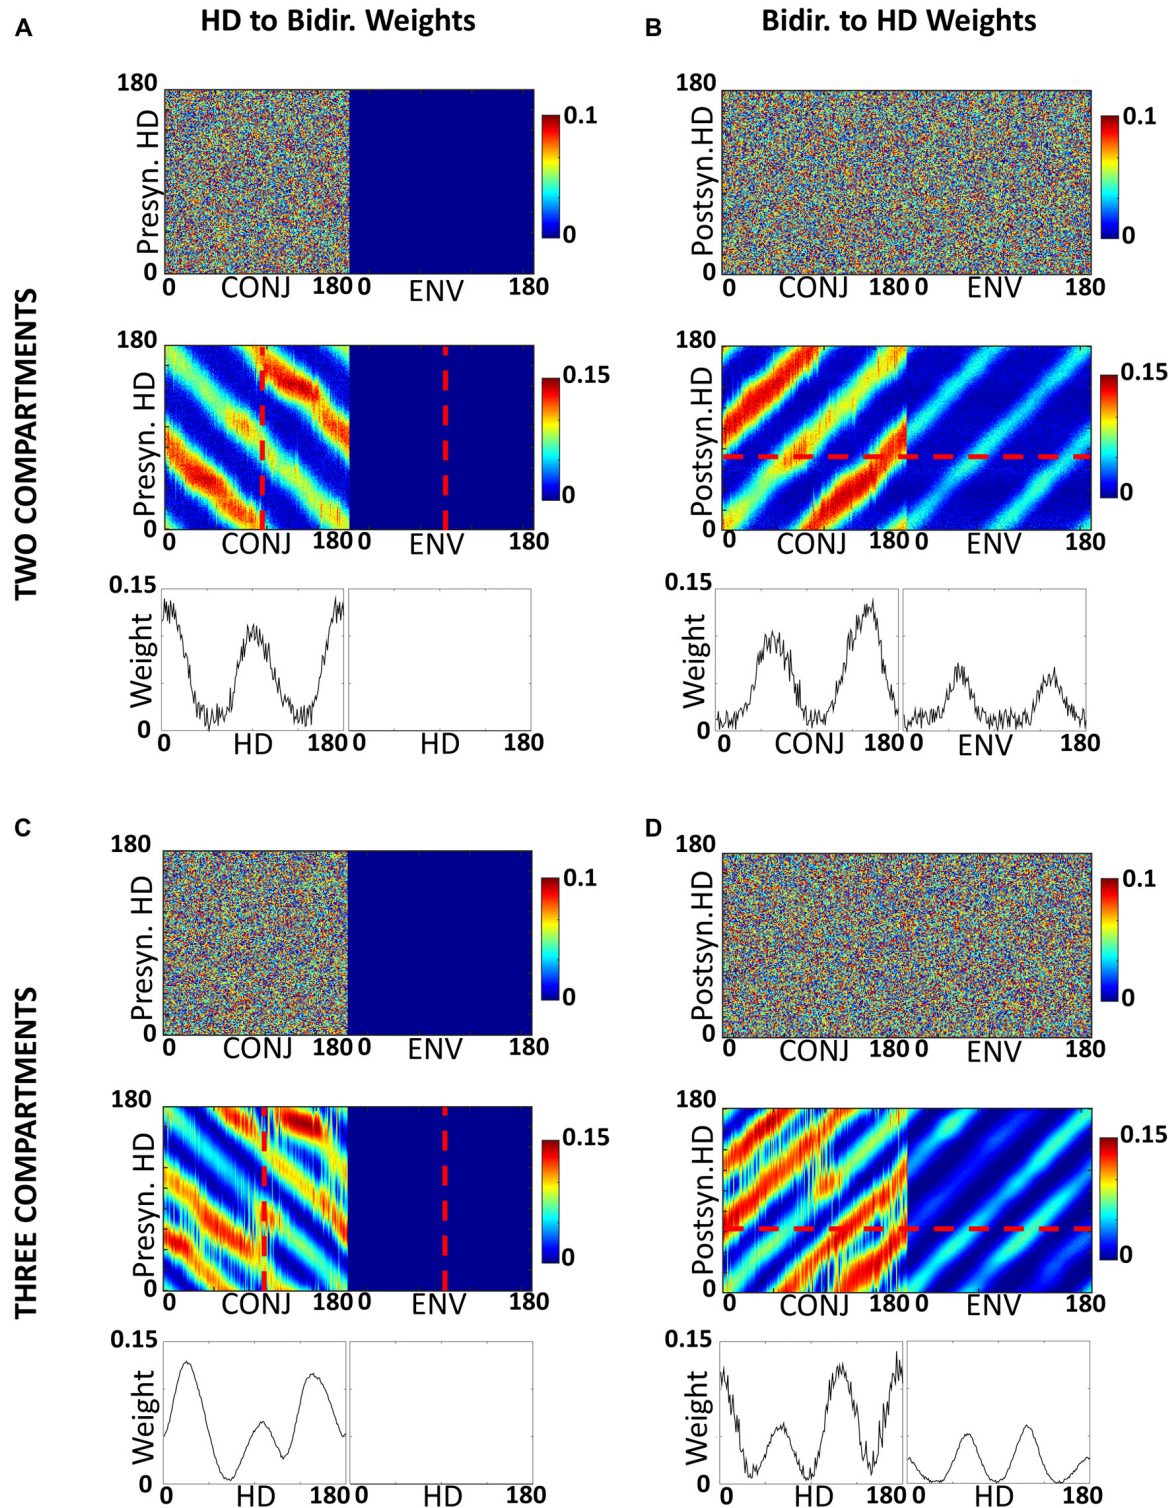 A
HD to Bidir. Weights
B
Bidir. to HD Weights
TWO COMPARTMENTS
180
Presyn. HD
0
0 CONJ 180 0 ENV 180
0.1
0
180
Postsyn.HD
0
0 CONJ 180 0 ENV 180
0.1
0
180
Presyn. HD
0
0 CONJ 180 0 ENV 180
0.15
0
180
Postsyn.HD
0
0 CONJ 180 0 ENV 180
0.15
0
0.15
Weight
0
0 HD 180 0 HD 180
0.15
Weight
0
0 CONJ 180 0 ENV 180
C
D
THREE COMPARTMENTS
180
Presyn. HD
0
0 CONJ 180 0 ENV 180
0.1
0
180
Postsyn.HD
0
0 CONJ 180 0 ENV 180
0.1
0
180
Presyn. HD
0
0 CONJ 180 0 ENV 180
0.15
0
180
Postsyn.HD
0
0 CONJ 180 0 ENV 180
0.15
0
0.15
Weight
0
0 HD 180 0 HD 180
0.15
Weight
0
0 HD 180 0 HD 180